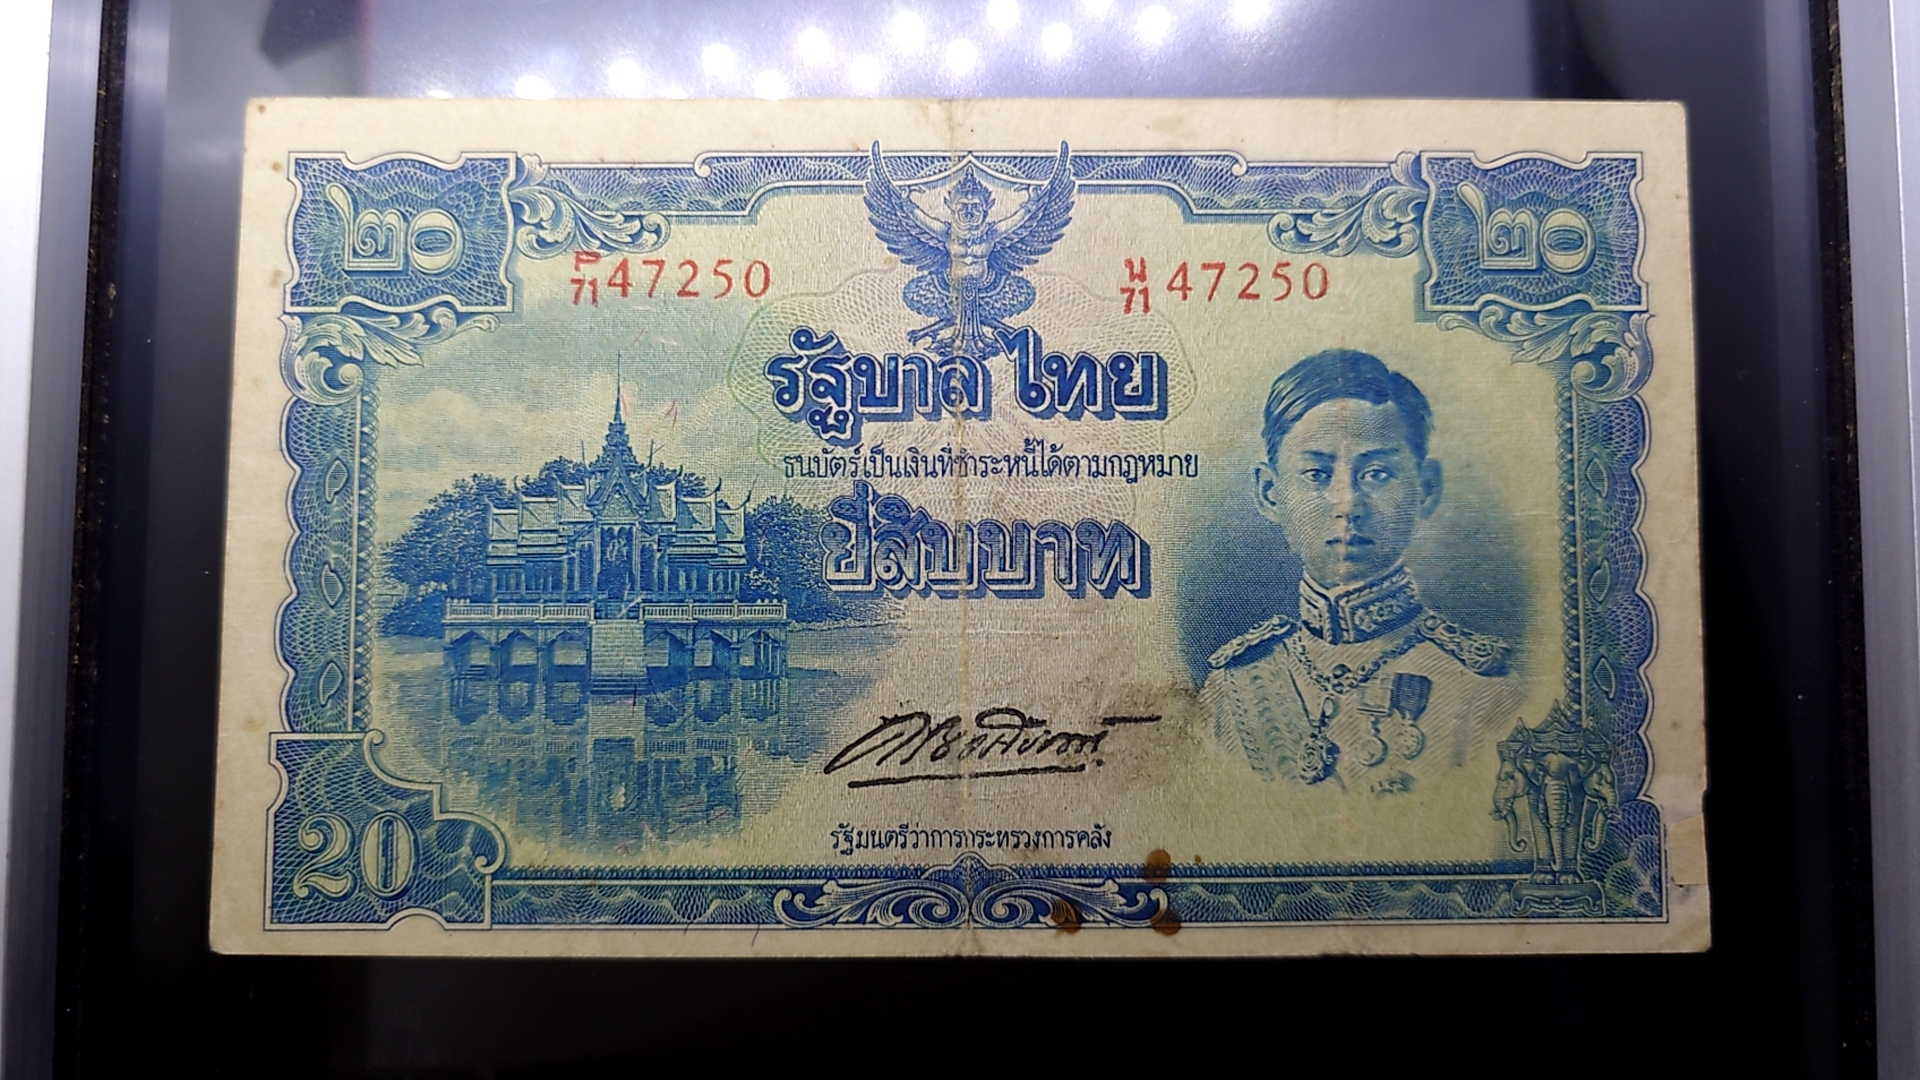 ๒๐ ๒๐
P/71 47250 พ/71 47250
รัฐบาลไทย
ธนบัตร์เป็นเงินที่ชำระหนี้ได้ตามกฎหมาย
ยี่สิบบาท
รัฐมนตรีว่าการกระทรวงการคลัง
20